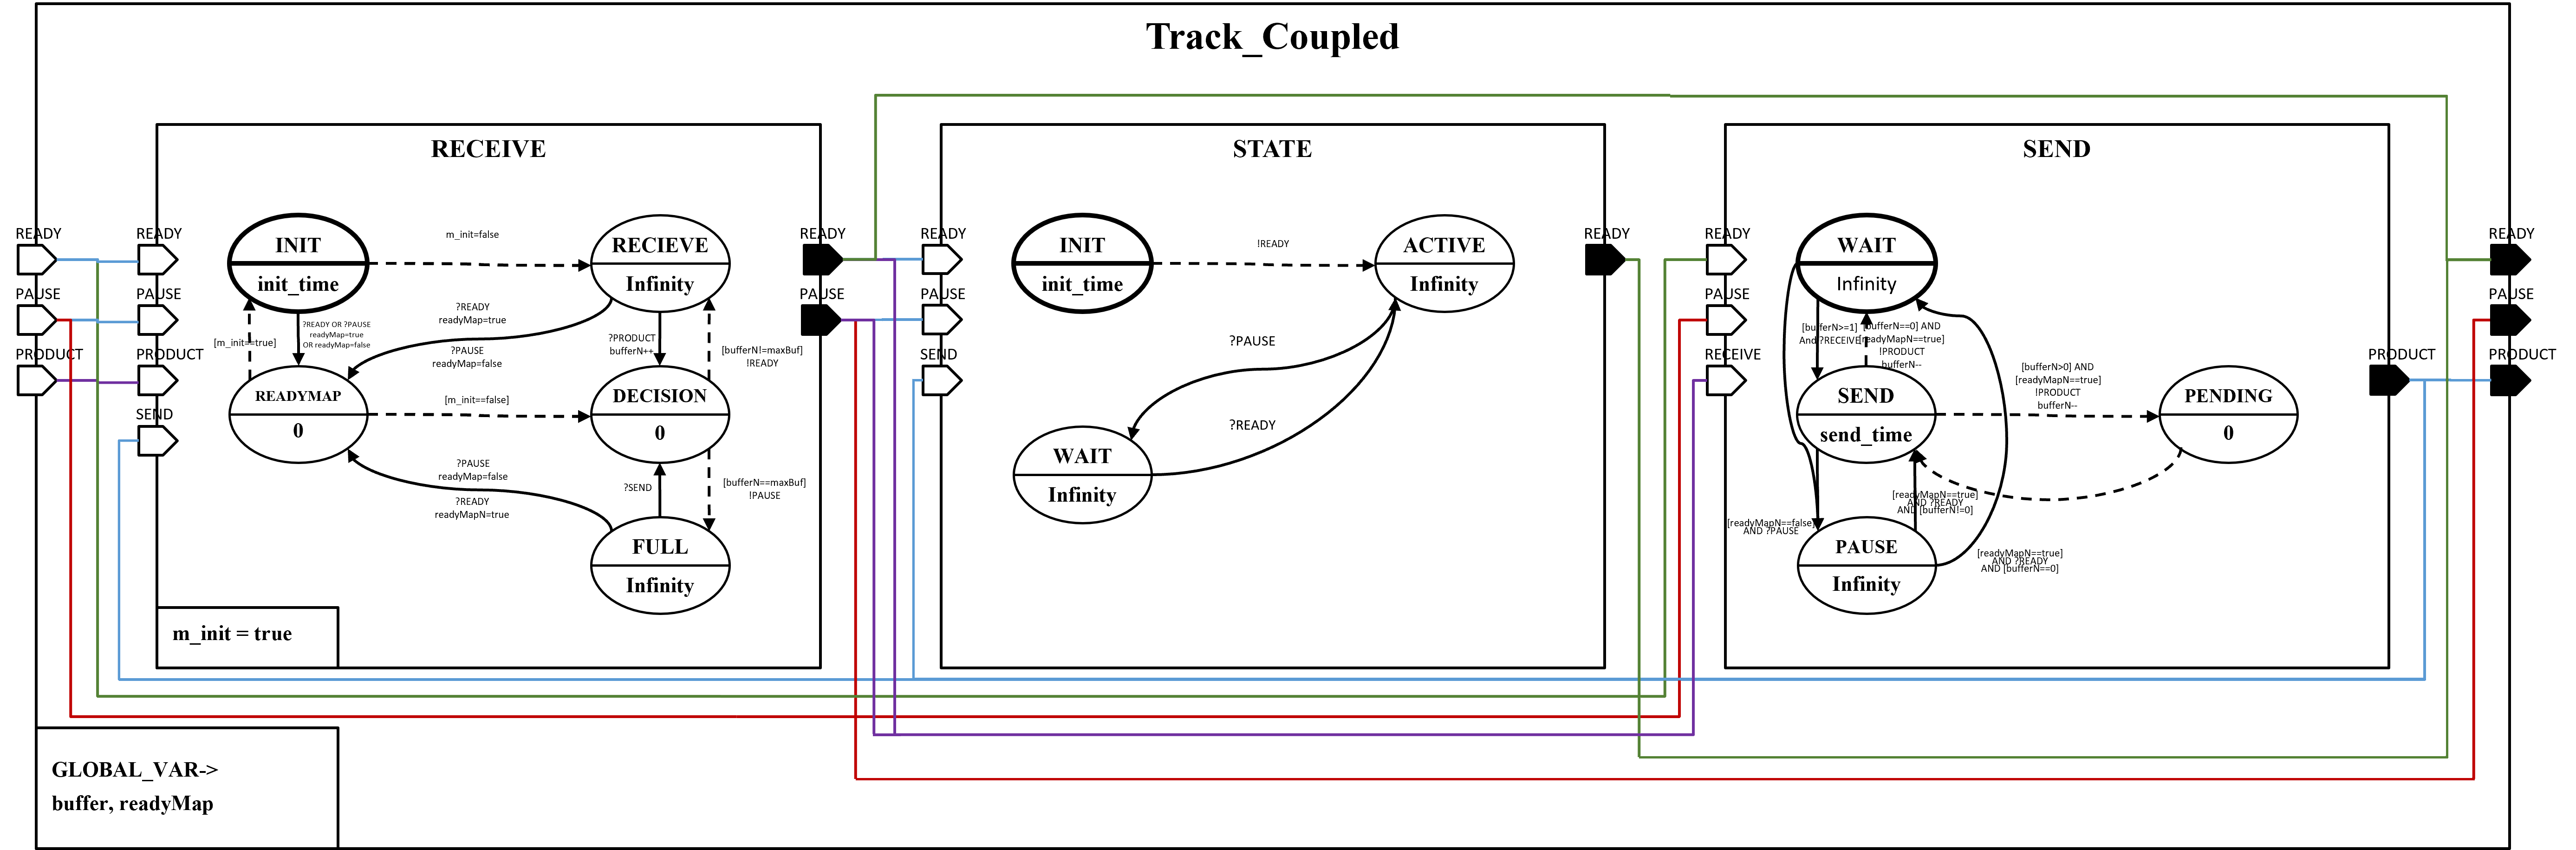 Track_Coupled
READY
PAUSE
PRODUCT
RECEIVE
READY
PAUSE
PRODUCT
SEND
INIT
init_time
m_init=false
RECIEVE
Infinity
?READY
readyMap=true
?PAUSE
readyMap=false
?READY OR ?PAUSE
readyMap=true
OR readyMap=false
[m_init==true]
?PRODUCT
bufferN++
[bufferN!=maxBuf]
!READY
READYMAP
0
[m_init==false]
DECISION
0
?PAUSE
readyMap=false
?READY
readyMapN=true
?SEND
[bufferN==maxBuf]
!PAUSE
FULL
Infinity
m_init = true
READY
PAUSE
STATE
READY
PAUSE
SEND
INIT
init_time
!READY
ACTIVE
Infinity
?PAUSE
?READY
WAIT
Infinity
READY
SEND
READY
PAUSE
RECEIVE
WAIT
Infinity
[bufferN>=1]
And ?RECEIVE
[bufferN==0] AND
[readyMapN==true]
!PRODUCT
bufferN--
SEND
send_time
[bufferN>0] AND
[readyMapN==true]
!PRODUCT
bufferN--
PENDING
0
[readyMapN==true]
AND ?READY
AND [bufferN!=0]
[readyMapN==false]
AND ?PAUSE
PAUSE
Infinity
[readyMapN==true]
AND ?READY
AND [bufferN==0]
PRODUCT
READY
PAUSE
PRODUCT
GLOBAL_VAR->
buffer, readyMap